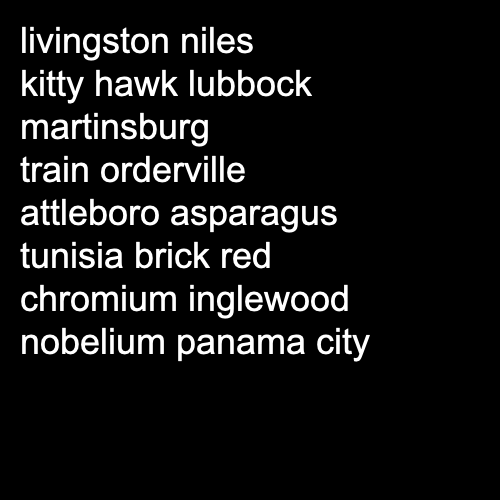 livingston niles
kitty hawk lubbock
martinsburg
train orderville
attleboro asparagus
tunisia brick red
chromium inglewood
nobelium panama city